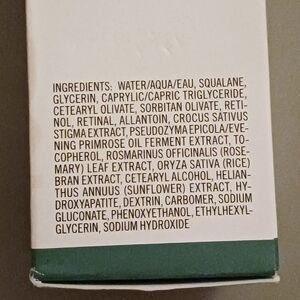 INGREDIENTS: WATER/AQUA/EAU, SQUALANE,
GLYCERIN, CAPRYLIC/CAPRIC TRIGLYCERIDE,
CETEARYL OLIVATE, SORBITAN OLIVATE, RETI-
NOL, RETINAL, ALLANTOIN, CROCUS SATIVUS
STIGMA EXTRACT, PSEUDOZYMA EPICOLA/EVE-
NING PRIMROSE OIL FERMENT EXTRACT, TO-
COPHEROL, ROSMARINUS OFFICINALIS (ROSE-
MARY) LEAF EXTRACT, ORYZA SATIVA (RICE)
BRAN EXTRACT, CETEARYL ALCOHOL, HELIAN-
THUS ANNUUS (SUNFLOWER) EXTRACT, HY-
DROXYAPATITE, DEXTRIN, CARBOMER, SODIUM
GLUCONATE, PHENOXYETHANOL, ETHYLHEXYL-
GLYCERIN, SODIUM HYDROXIDE